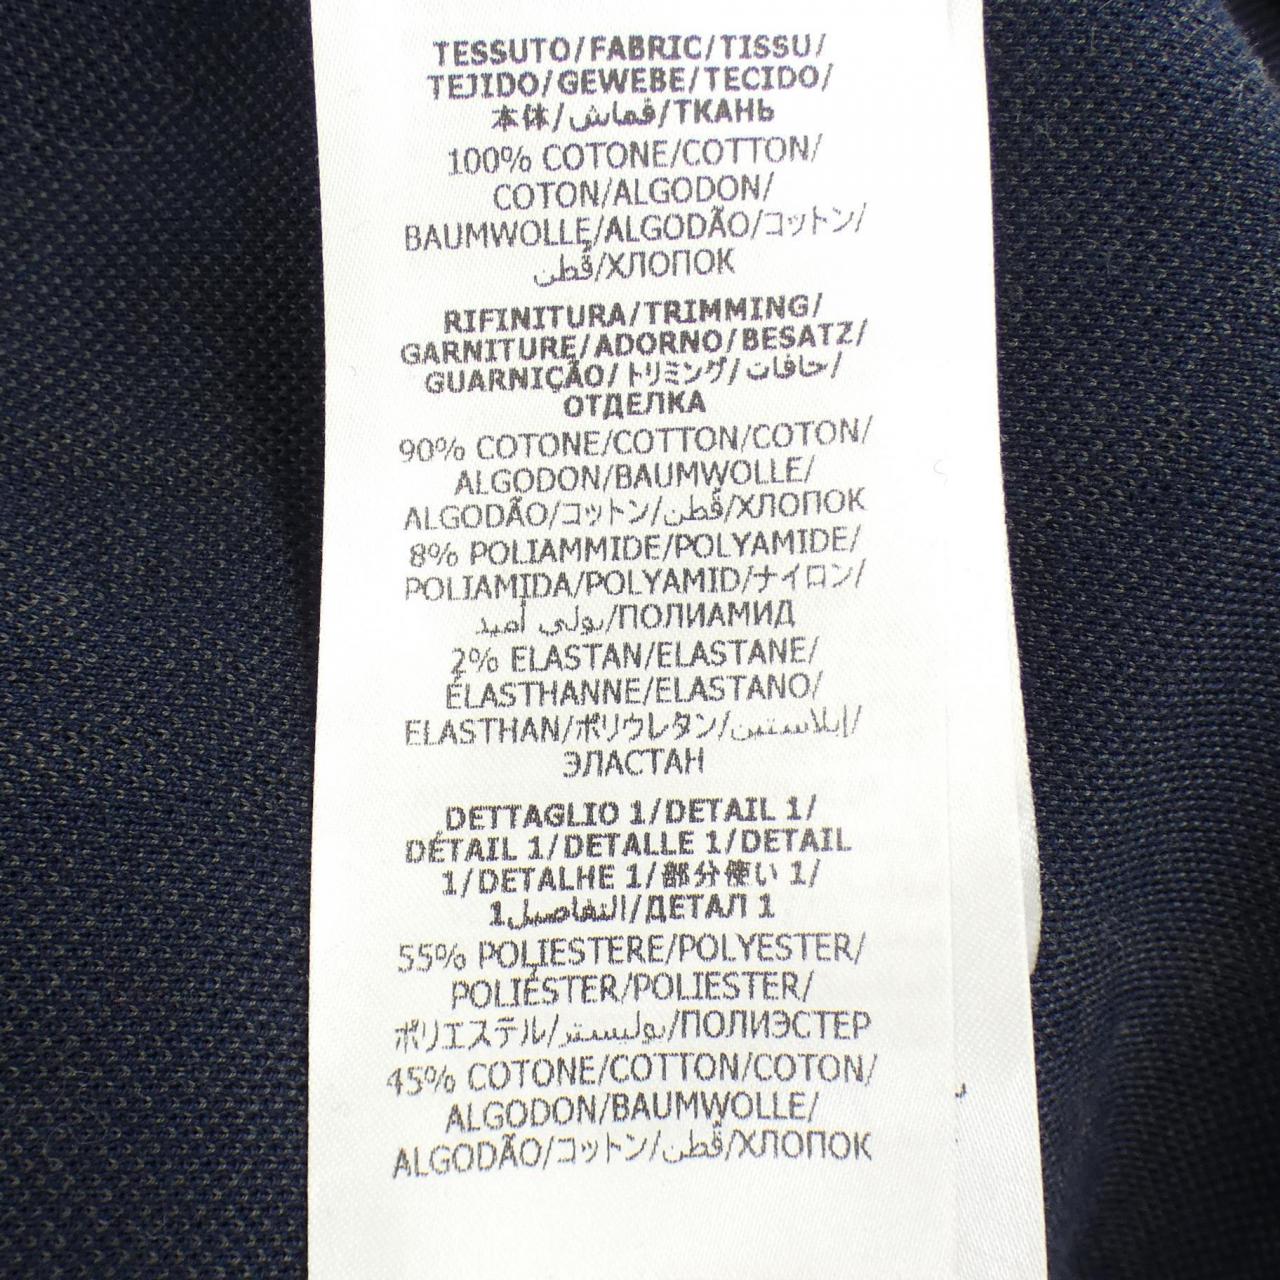 TESSUTO/FABRIC/TISSU/
TEJIDO/GEWEBE/TECIDO/
本体/قماش/ТКАНЬ
100% COTONE/COTTON/
COTON/ALGODON/
BAUMWOLLE/ALGODÃO/コットン/
قُطن/ХЛОПОК
RIFINITURA/TRIMMING/
GARNITURE/ADORNO/BESATZ/
GUARNIÇÃO/トリミング/حافات/
ОТДЕЛКА
90% COTONE/COTTON/COTON/
ALGODON/BAUMWOLLE/
ALGODÃO/コットン/قُطن/ХЛОПОК
8% POLIAMMIDE/POLYAMIDE/
POLIAMIDA/POLYAMID/ナイロン/
بولي أميد/ПОЛИАМИД
2% ELASTAN/ELASTANE/
ÉLASTHANNE/ELASTANO/
ELASTHAN/ポリウレタン/إيلاستين/
ЭЛАСТАН
DETTAGLIO 1/DETAIL 1/
DÉTAIL 1/DETALLE 1/DETAIL
1/DETALHE 1/部分使い 1/
التفاصيل1/ДЕТАЛ 1
55% POLIESTERE/POLYESTER/
POLIÉSTER/POLIESTER/
ポリエステル/بوليستر/ПОЛИЭСТЕР
45% COTONE/COTTON/COTON/
ALGODON/BAUMWOLLE/
ALGODÃO/コットン/قُطن/ХЛОПОК